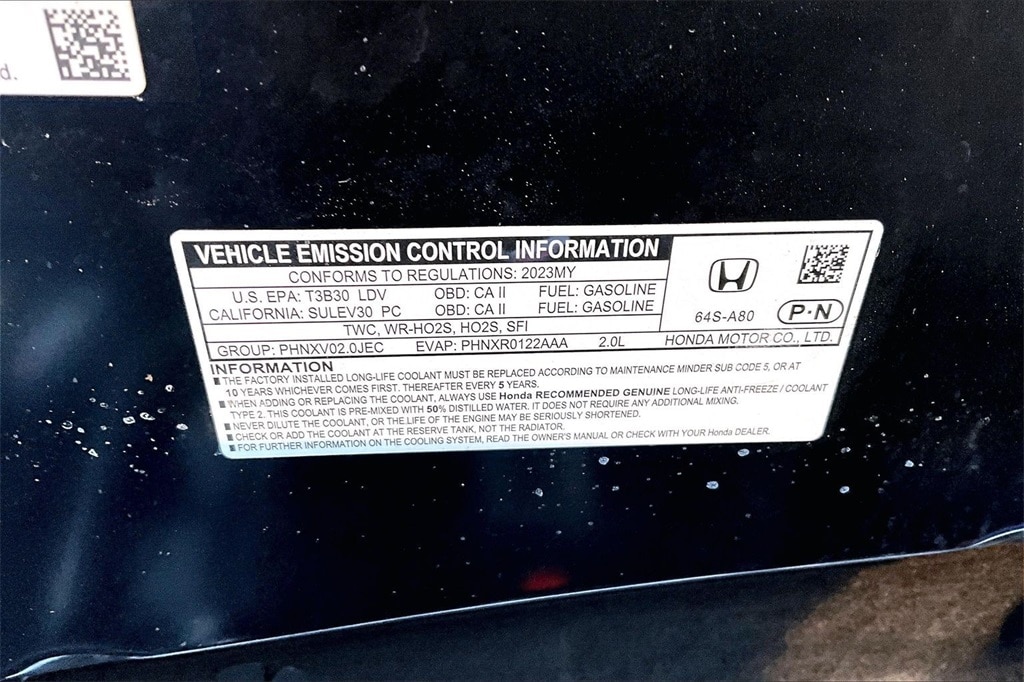 d.
VEHICLE EMISSION CONTROL INFORMATION
CONFORMS TO REGULATIONS: 2023MY
U.S. EPA: T3B30 LDV OBD: CA II FUEL: GASOLINE
CALIFORNIA: SULEV30 PC OBD: CA II FUEL: GASOLINE
TWC, WR-HO2S, HO2S, SFI
GROUP: PHNXV02.0JEC EVAP: PHNXR0122AAA 2.0L
64S-A80
P·N
HONDA MOTOR CO., LTD.
INFORMATION
■ THE FACTORY INSTALLED LONG-LIFE COOLANT MUST BE REPLACED ACCORDING TO MAINTENANCE MINDER SUB CODE 5, OR AT
10 YEARS WHICHEVER COMES FIRST. THEREAFTER EVERY 5 YEARS.
■ WHEN ADDING OR REPLACING THE COOLANT, ALWAYS USE Honda RECOMMENDED GENUINE LONG-LIFE ANTI-FREEZE / COOLANT
TYPE 2. THIS COOLANT IS PRE-MIXED WITH 50% DISTILLED WATER. IT DOES NOT REQUIRE ANY ADDITIONAL MIXING.
■ NEVER DILUTE THE COOLANT, OR THE LIFE OF THE ENGINE MAY BE SERIOUSLY SHORTENED.
■ CHECK OR ADD THE COOLANT AT THE RESERVE TANK, NOT THE RADIATOR.
■ FOR FURTHER INFORMATION ON THE COOLING SYSTEM, READ THE OWNER'S MANUAL OR CHECK WITH YOUR Honda DEALER.